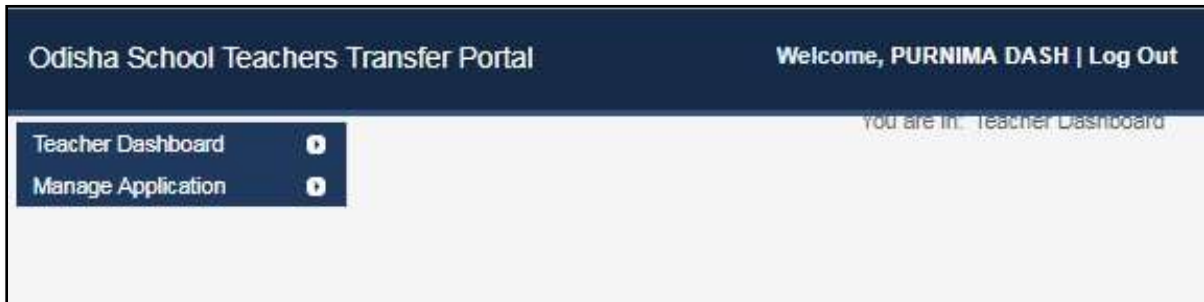 Odisha School Teachers Transfer Portal
Welcome, PURNIMA DASH | Log Out
You are in: Teacher Dashboard
Teacher Dashboard
Manage Application